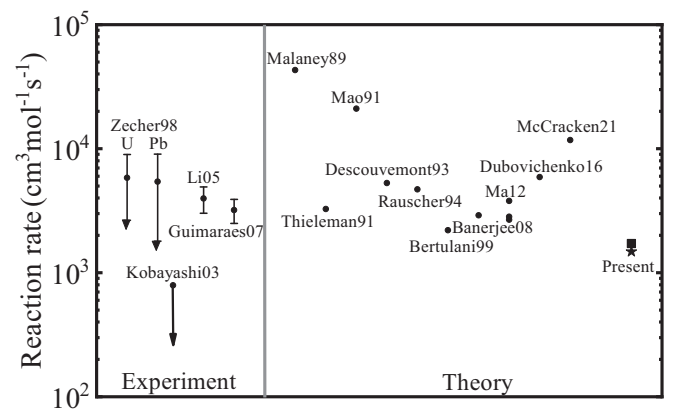 10^5
10^4
10^3
10^2
Reaction rate (cm^3mol^-1s^-1)
Zecher98
U Pb
Li05
Guimaraes07
Kobayashi03
Experiment
Malaney89
Mao91
McCracken21
Descouvemont93
Dubovichenko16
Rauscher94
Ma12
Thieleman91
Banerjee08
Bertulani99
Present
Theory